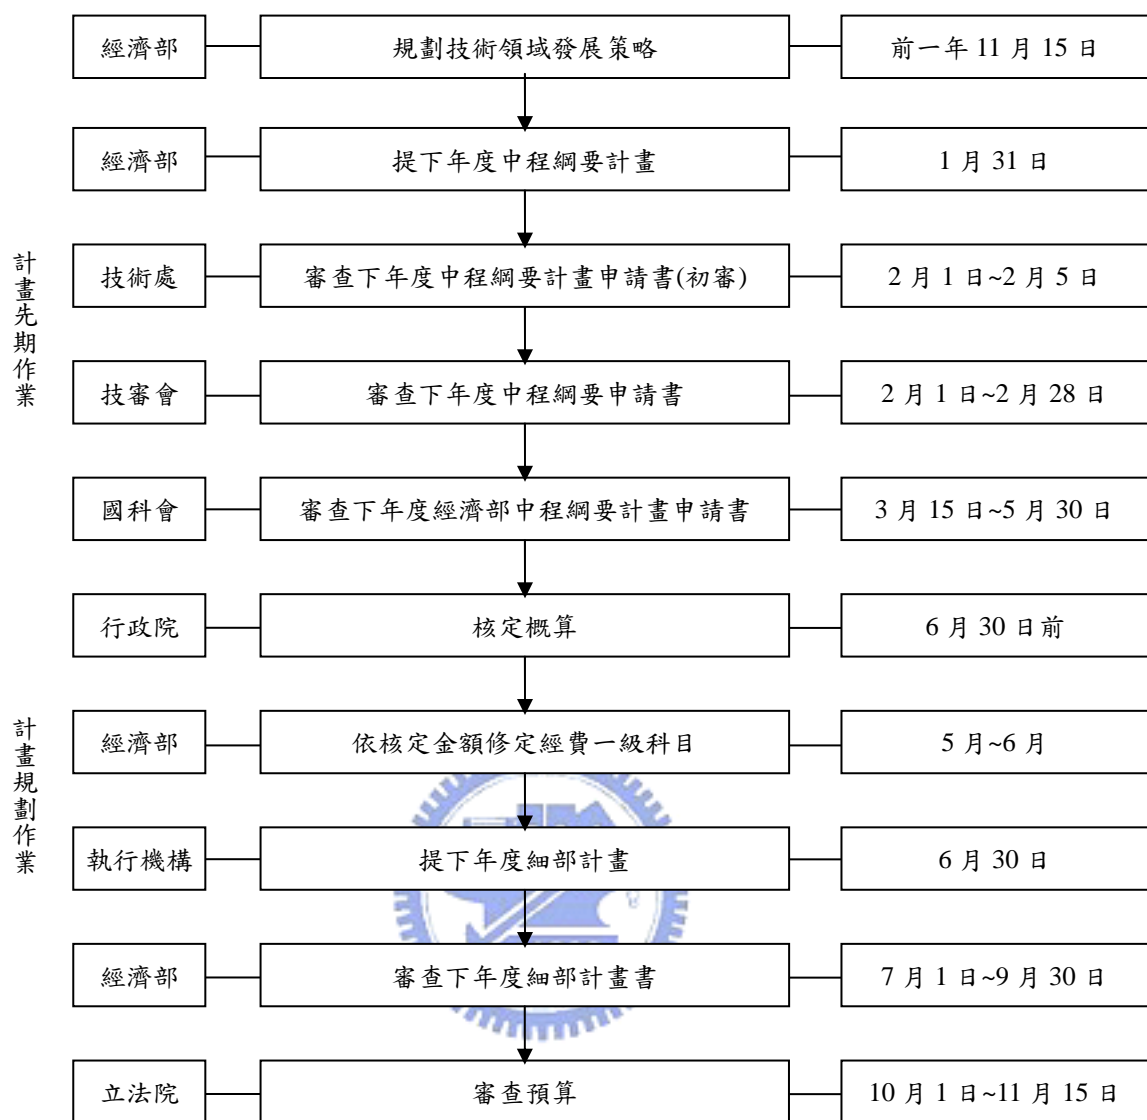 經濟部 規劃技術領域發展策略 前一年 11 月 15 日
經濟部 提下年度中程綱要計畫 1 月 31 日
計畫先期作業
技術處 審查下年度中程綱要計畫申請書(初審) 2 月 1 日~2 月 5 日
技審會 審查下年度中程綱要申請書 2 月 1 日~2 月 28 日
國科會 審查下年度經濟部中程綱要計畫申請書 3 月 15 日~5 月 30 日
行政院 核定概算 6 月 30 日前
計畫規劃作業
經濟部 依核定金額修定經費一級科目 5 月~6 月
執行機構 提下年度細部計畫 6 月 30 日
經濟部 審查下年度細部計畫書 7 月 1 日~9 月 30 日
立法院 審查預算 10 月 1 日~11 月 15 日